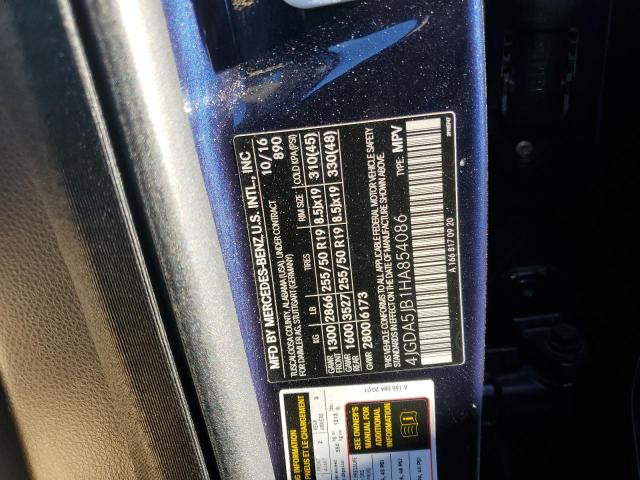 MFD BY MERCEDES-BENZ U.S. INTL., INC
TUSCALOOSA COUNTY, ALABAMA (USA), UNDER CONTRACT 10/16
FOR DAIMLER AG, STUTTGART (GERMANY) 890
KG LB TIRES RIM SIZE COLD KPA (PSI)
GAWR FRONT 1300 2866 255/50 R19 8.5Jx19 310(45)
GAWR REAR 1600 3527 255/50 R19 8.5Jx19 330(48)
GVWR 2800 6173
THIS VEHICLE CONFORMS TO ALL APPLICABLE FEDERAL MOTOR VEHICLE SAFETY
STANDARDS IN EFFECT ON THE DATE OF MANUFACTURE SHOWN ABOVE.
4JGDA5JB1HA854086 MPV
A 166 817 09 20
A 166 584 20 01
SEE OWNER'S
MANUAL FOR
ADDITIONAL
INFORMATION